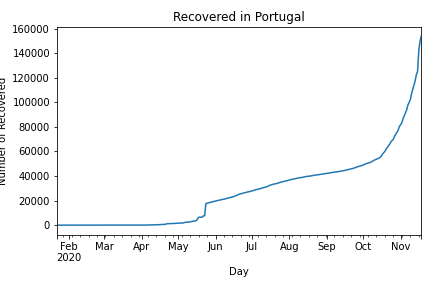 Recovered in Portugal
160000
140000
120000
100000
80000
60000
40000
20000
0
Number of Recovered
Feb Mar Apr May Jun Jul Aug Sep Oct Nov
2020
Day